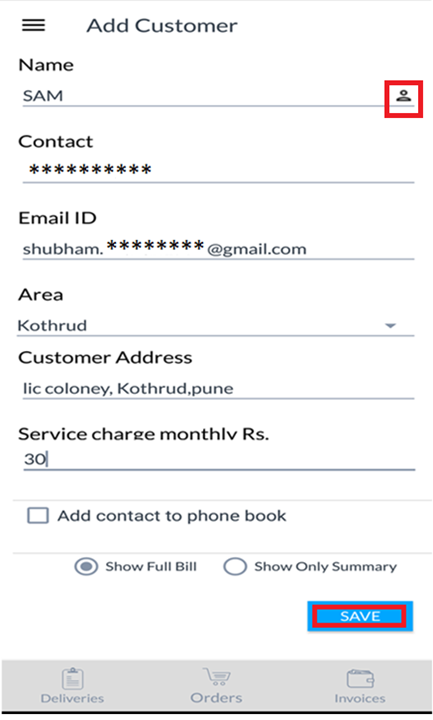 Add Customer
Name
SAM
Contact
**********
Email ID
shubham.********@gmail.com
Area
Kothrud
Customer Address
lic coloney, Kothrud,pune
Service charge monthly Rs.
30
Add contact to phone book
Show Full Bill Show Only Summary
SAVE
Deliveries Orders Invoices